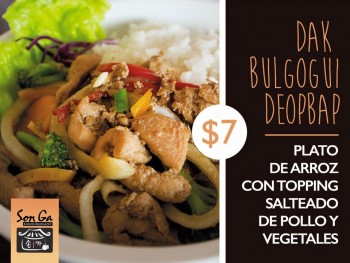 DAK
BULGOGUI
DEOPBAP
$7
PLATO
DE ARROZ
CON TOPPING
SALTEADO
DE POLLO Y
VEGETALES
Son Ga